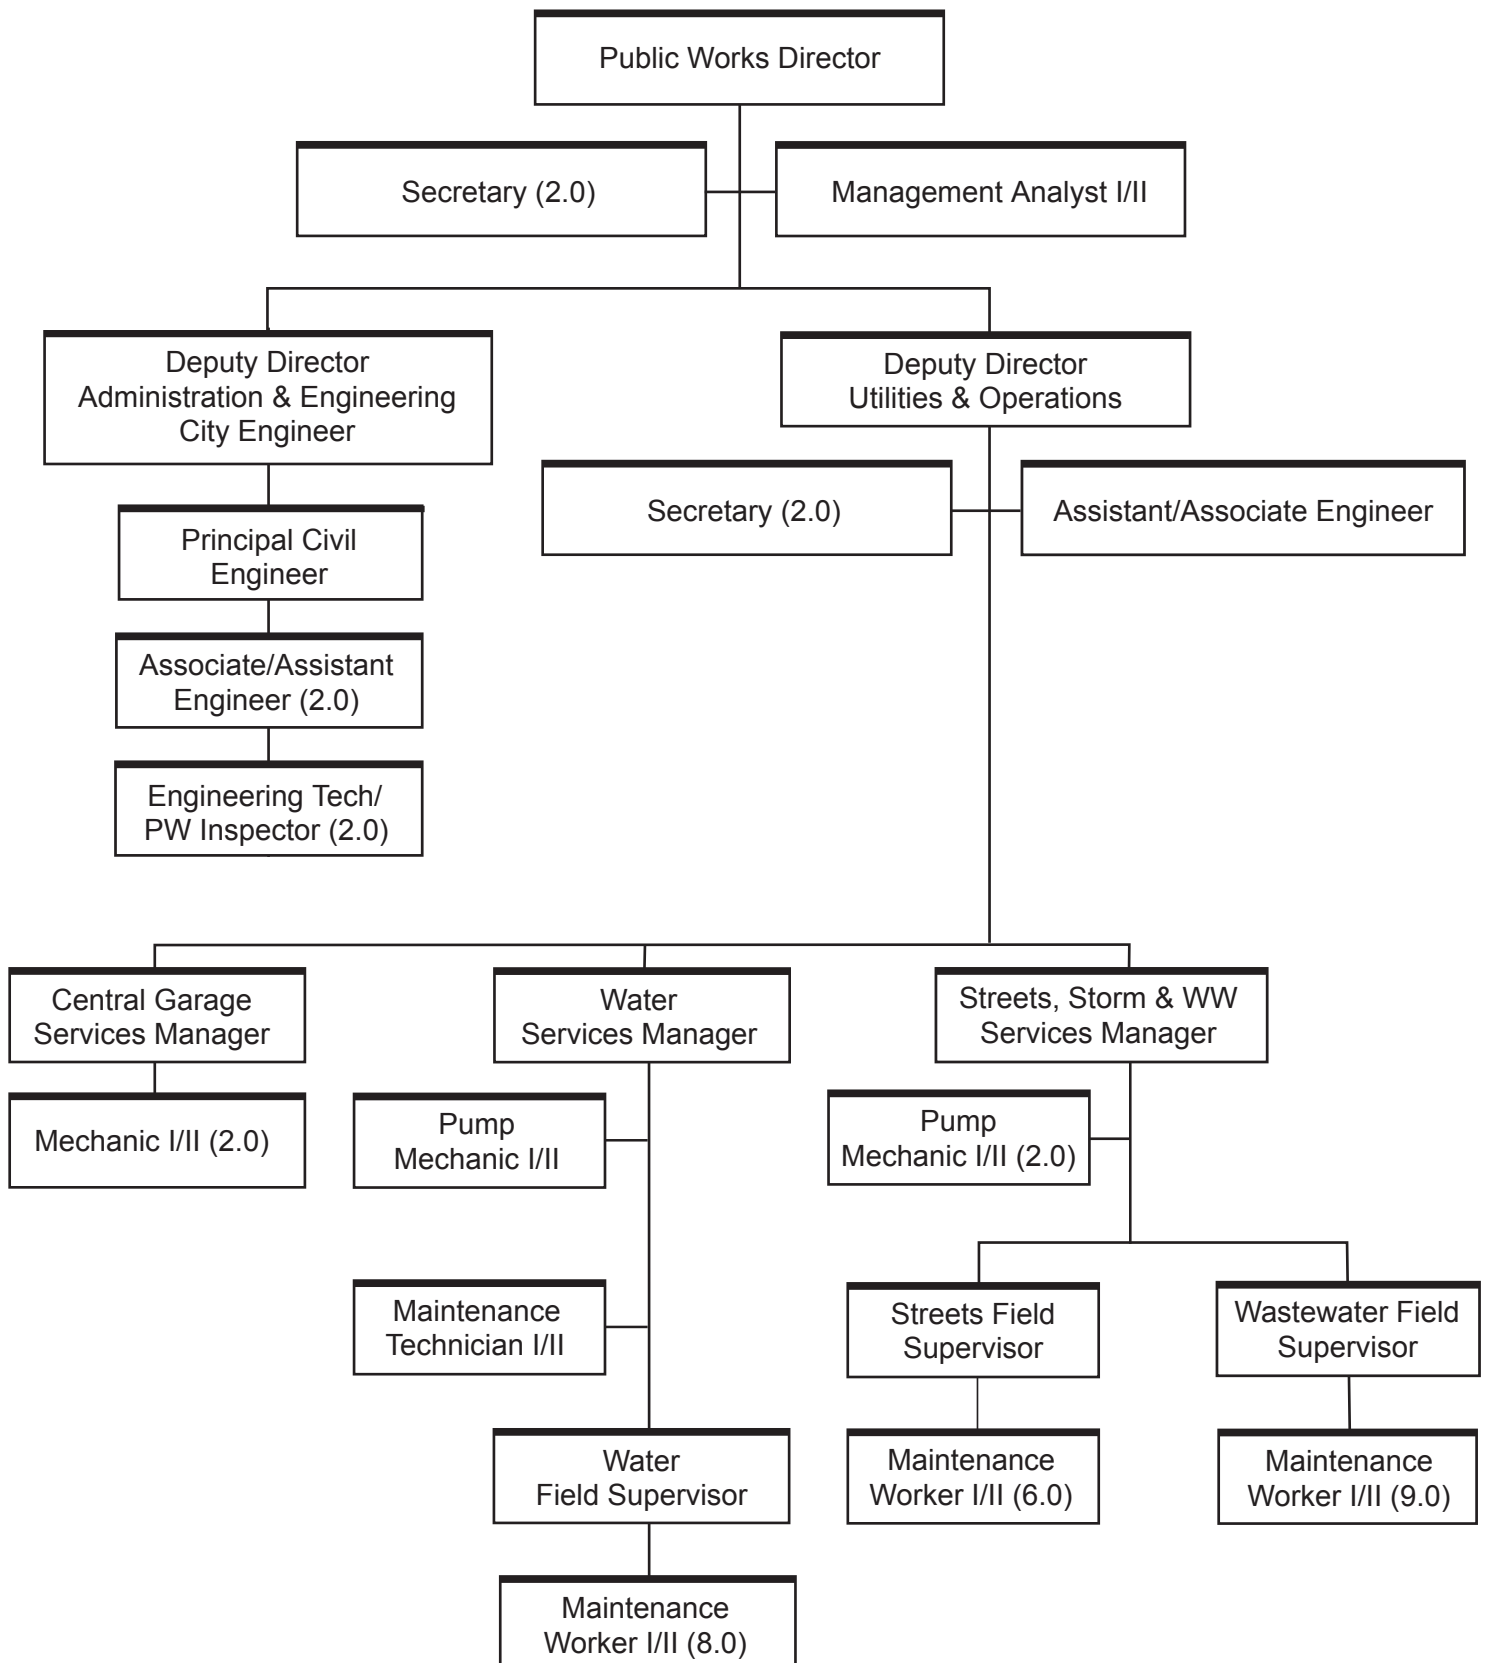 Public Works Director
Secretary (2.0)
Management Analyst I/II
Deputy Director
Administration & Engineering
City Engineer
Deputy Director
Utilities & Operations
Secretary (2.0)
Assistant/Associate Engineer
Principal Civil
Engineer
Associate/Assistant
Engineer (2.0)
Engineering Tech/
PW Inspector (2.0)
Central Garage
Services Manager
Water
Services Manager
Streets, Storm & WW
Services Manager
Mechanic I/II (2.0)
Pump
Mechanic I/II
Pump
Mechanic I/II (2.0)
Maintenance
Technician I/II
Streets Field
Supervisor
Wastewater Field
Supervisor
Water
Field Supervisor
Maintenance
Worker I/II (6.0)
Maintenance
Worker I/II (9.0)
Maintenance
Worker I/II (8.0)